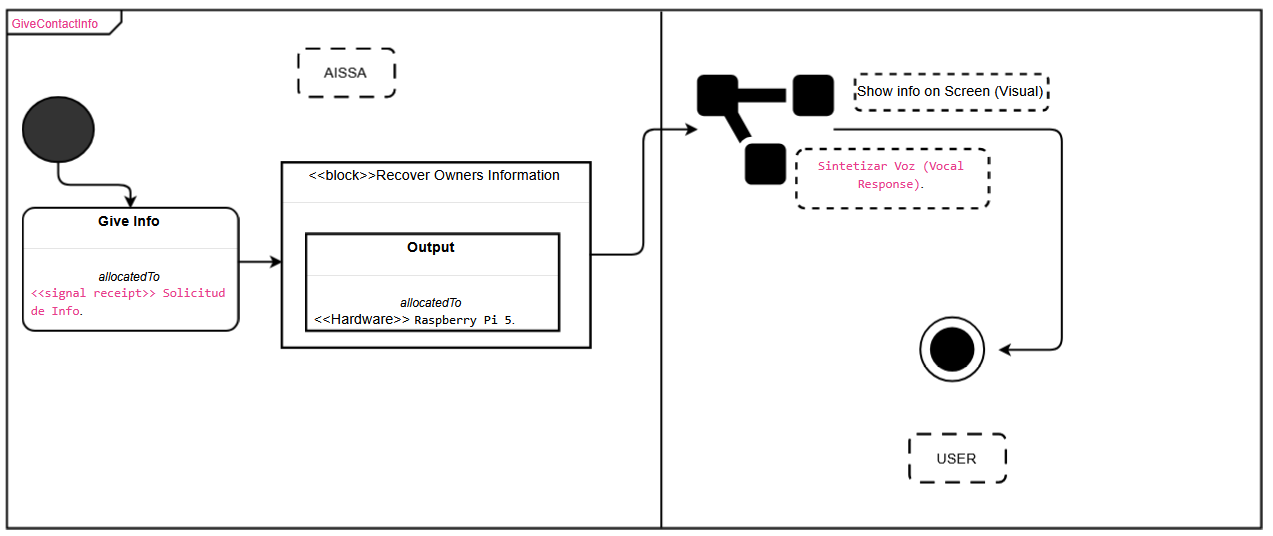 GiveContactInfo
AISSA
Give Info
allocatedTo
<<signal receipt>> Solicitud
de Info.
<<block>>Recover Owners Information
Output
allocatedTo
<<Hardware>> Raspberry Pi 5.
Show info on Screen (Visual)
Sintetizar Voz (Vocal
Response).
USER